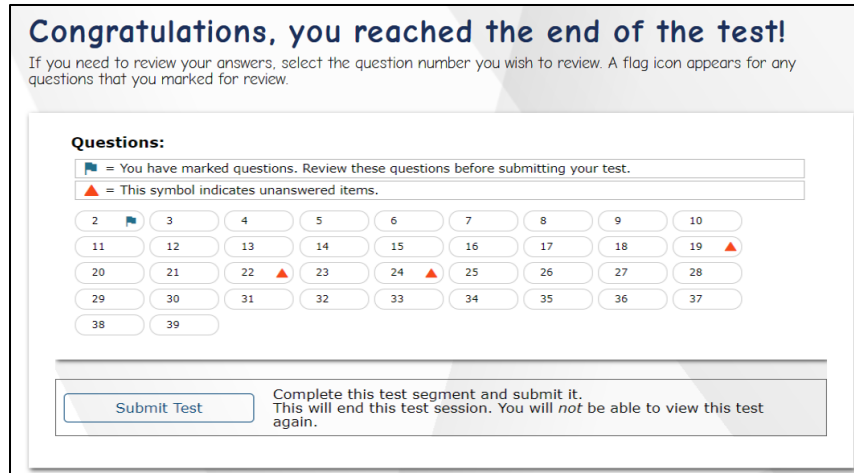 Congratulations, you reached the end of the test!
If you need to review your answers, select the question number you wish to review. A flag icon appears for any
questions that you marked for review.
Questions:
= You have marked questions. Review these questions before submitting your test.
= This symbol indicates unanswered items.
2 3 4 5 6 7 8 9 10
11 12 13 14 15 16 17 18 19
20 21 22 23 24 25 26 27 28
29 30 31 32 33 34 35 36 37
38 39
Submit Test
Complete this test segment and submit it.
This will end this test session. You will not be able to view this test
again.